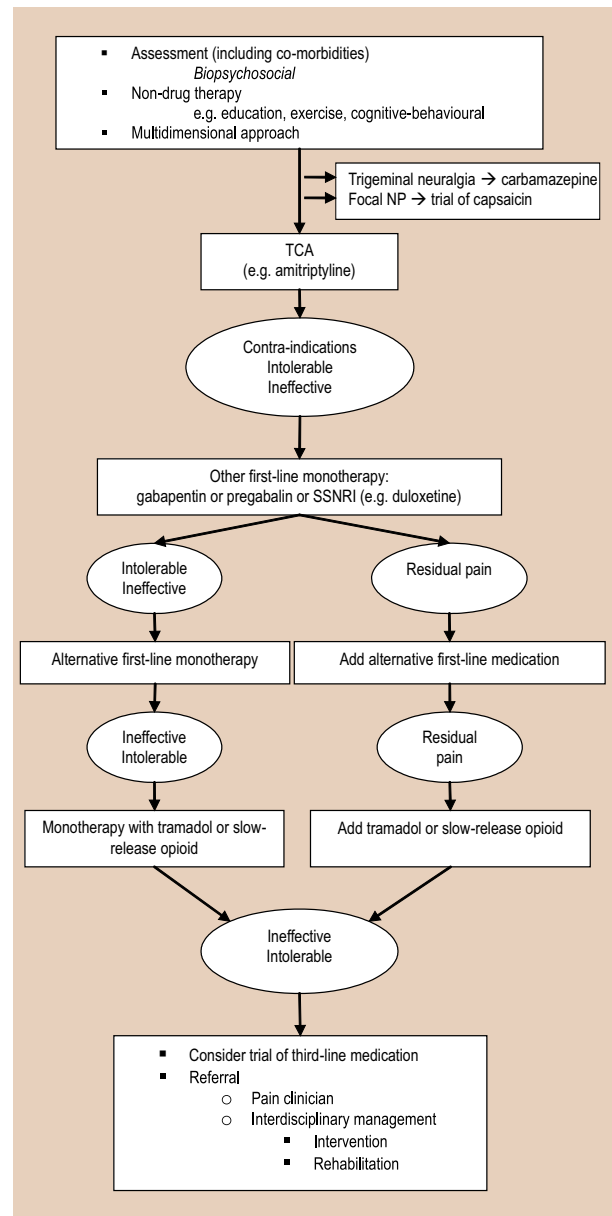 ▪ Assessment (including co-morbidities)
Biopsychosocial
▪ Non-drug therapy
e.g. education, exercise, cognitive-behavioural
▪ Multidimensional approach
Trigeminal neuralgia → carbamazepine
Focal NP → trial of capsaicin
TCA
(e.g. amitriptyline)
Contra-indications
Intolerable
Ineffective
Other first-line monotherapy:
gabapentin or pregabalin or SSNRI (e.g. duloxetine)
Intolerable
Ineffective
Residual pain
Alternative first-line monotherapy
Add alternative first-line medication
Ineffective
Intolerable
Residual
pain
Monotherapy with tramadol or slow-
release opioid
Add tramadol or slow-release opioid
Ineffective
Intolerable
▪ Consider trial of third-line medication
▪ Referral
○ Pain clinician
○ Interdisciplinary management
▪ Intervention
▪ Rehabilitation